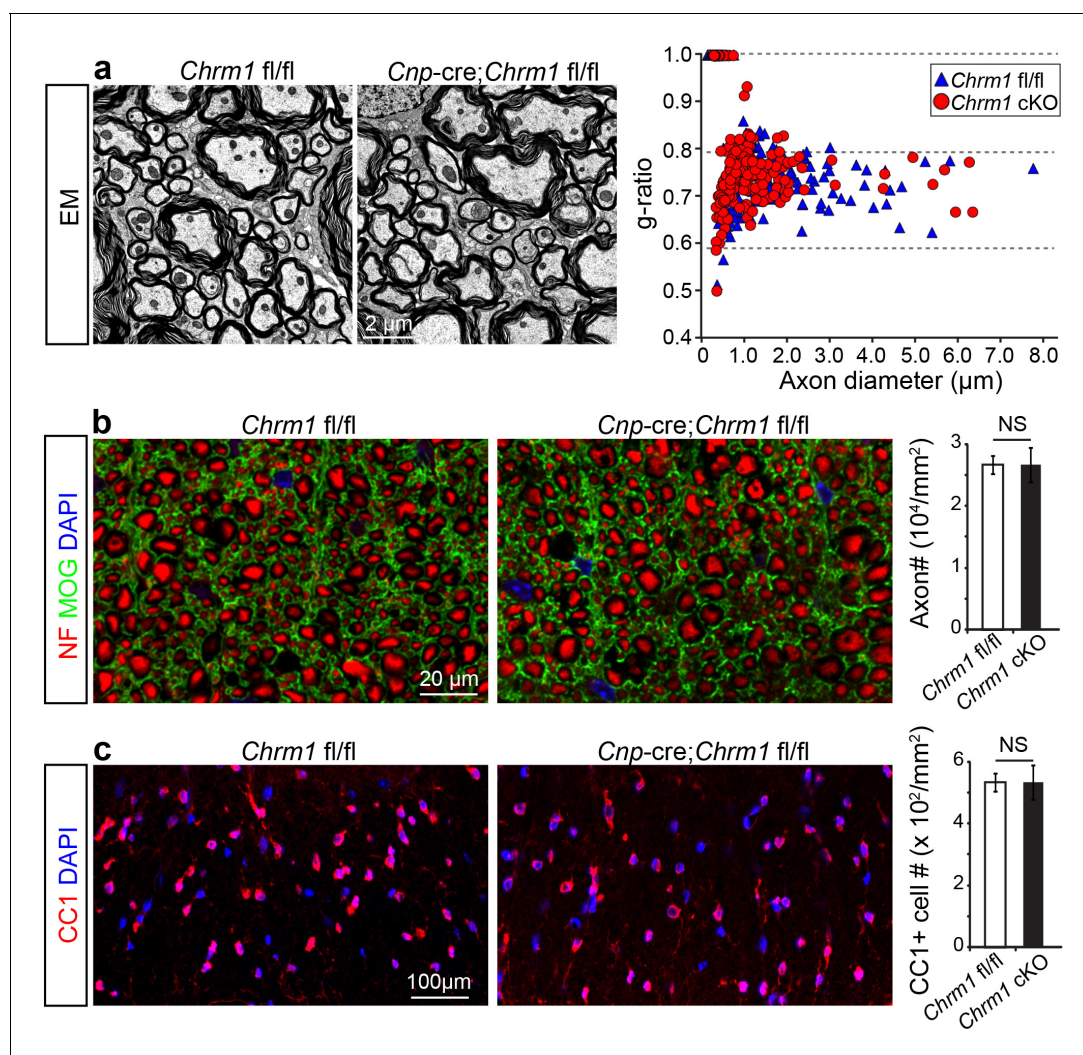 a
Chrm1 fl/fl
Cnp-cre;Chrm1 fl/fl
EM
2 µm
1.0
0.9
0.8
0.7
0.6
0.5
0.4
g-ratio
Chrm1 fl/fl
Chrm1 cKO
0 1.0 2.0 3.0 4.0 5.0 6.0 7.0 8.0
Axon diameter (µm)
b
Chrm1 fl/fl
Cnp-cre;Chrm1 fl/fl
NF MOG DAPI
20 µm
NS
Axon# (10⁴/mm²)
3
2
1
0
Chrm1 fl/fl
Chrm1 cKO
c
Chrm1 fl/fl
Cnp-cre;Chrm1 fl/fl
CC1 DAPI
100µm
NS
CC1+ cell # (x 10²/mm²)
6
4
2
0
Chrm1 fl/fl
Chrm1 cKO